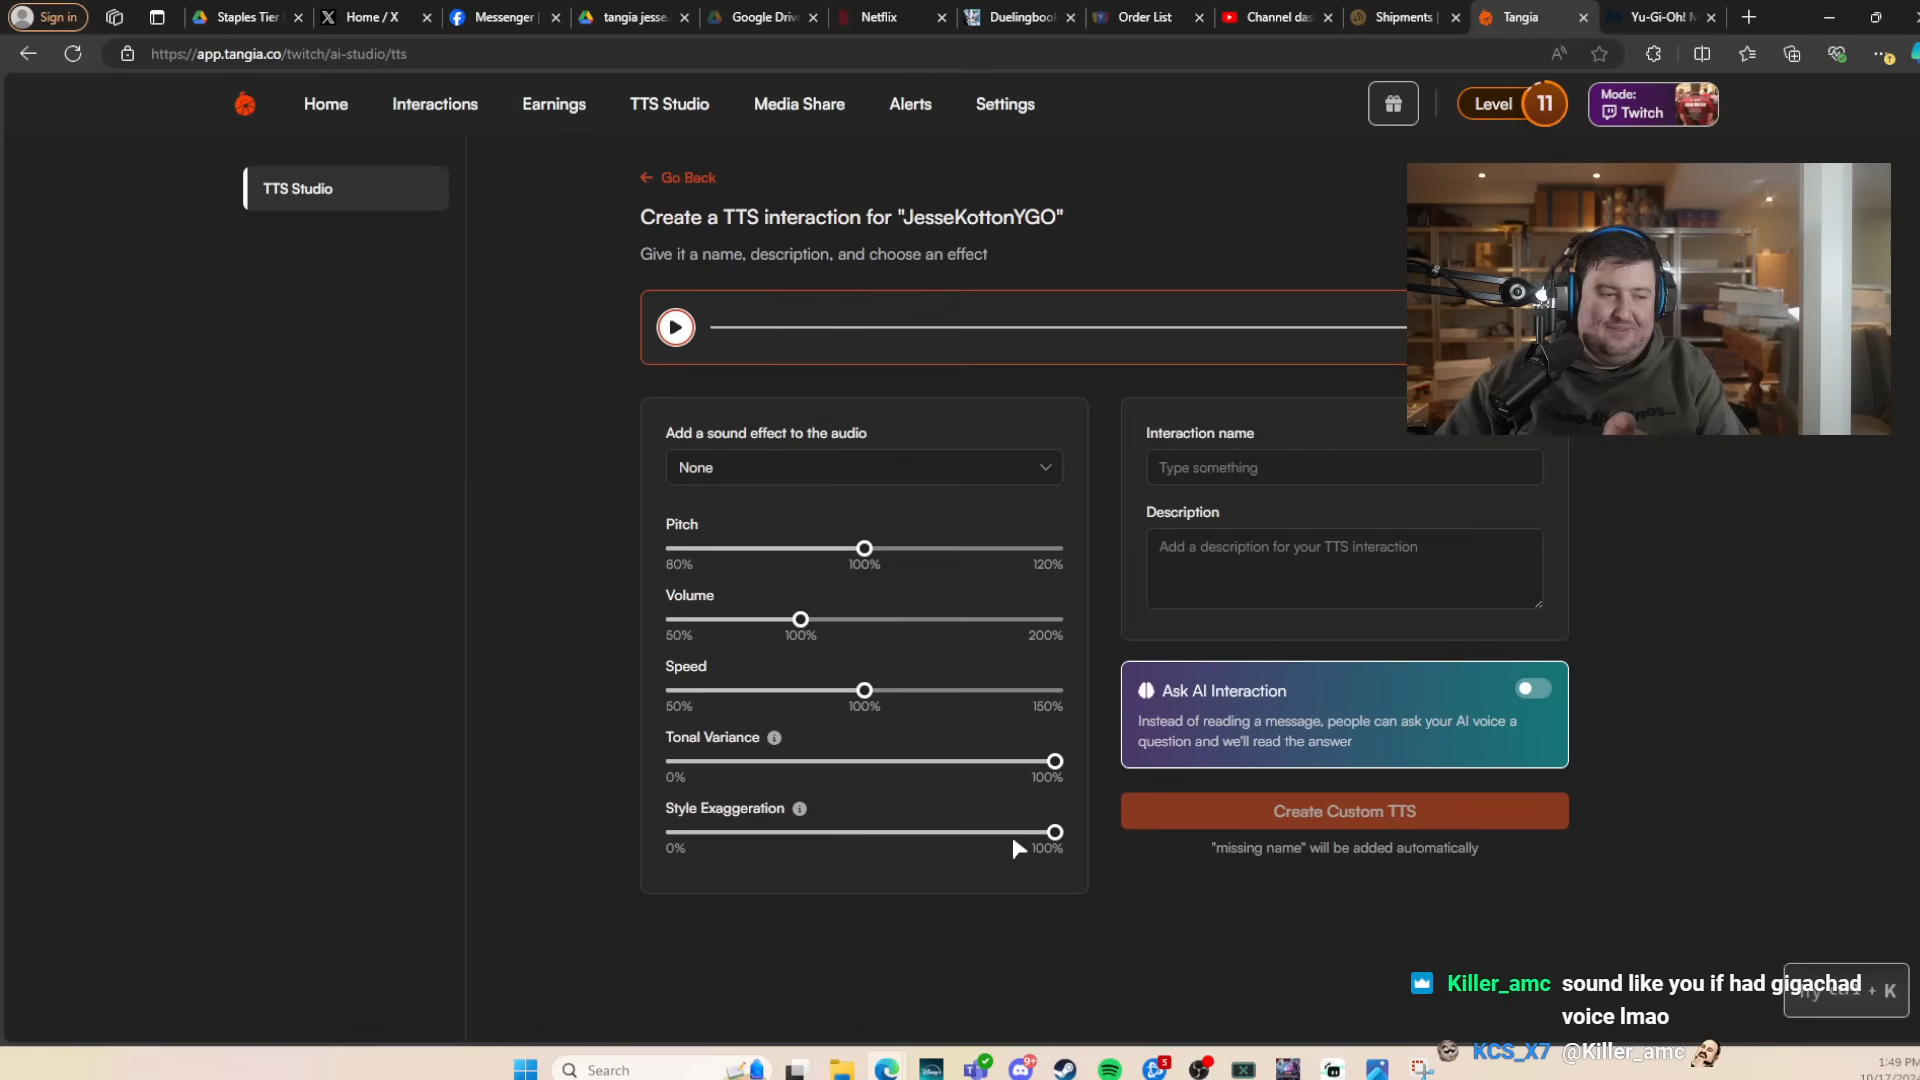 Sign in
Staples Tier
Home / X
Messenger
tangia jesse.
Google Driv
Netflix
Duelingboo
Order List
Channel das
Shipments
Tangia
Yu-Gi-Oh! M
https://app.tangia.co/twitch/ai-studio/tts
Home
Interactions
Earnings
TTS Studio
Media Share
Alerts
Settings
Level 11
Mode:
Twitch
TTS Studio
Go Back
Create a TTS interaction for "JesseKottonYGO"
Give it a name, description, and choose an effect
Add a sound effect to the audio
None
Pitch
80% 100% 120%
Volume
50% 100% 200%
Speed
50% 100% 150%
Tonal Variance
0% 100%
Style Exaggeration
0% 100%
Interaction name
Type something
Description
Add a description for your TTS interaction
Ask AI Interaction
Instead of reading a message, people can ask your AI voice a
question and we'll read the answer
Create Custom TTS
"missing name" will be added automatically
Killer_amc sound like you if had gigachad
voice lmao
+ K
KCS_X7 @Killer_amc
Search
9+
5
1:49 PM